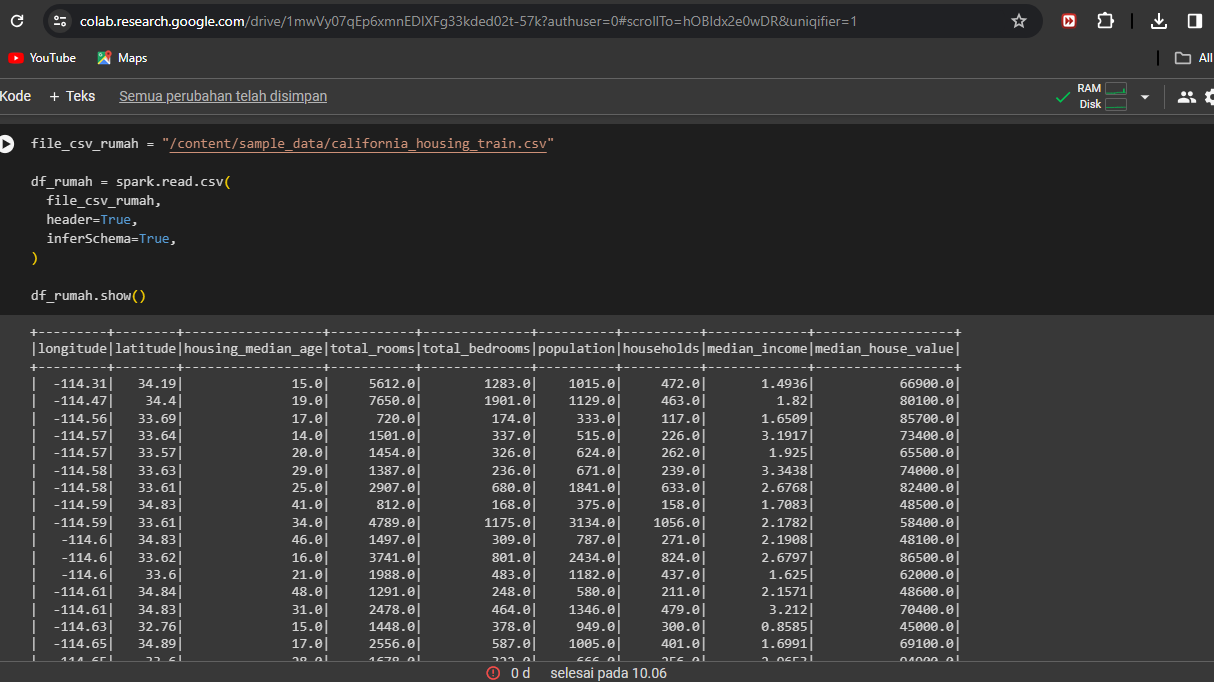 colab.research.google.com/drive/1mwVy07qEp6xmnEDIXFg33kded02t-57k?authuser=0#scrollTo=hOBIdx2e0wDR&uniqifier=1
YouTube Maps All
Kode + Teks Semua perubahan telah disimpan RAM
Disk
file_csv_rumah = "/content/sample_data/california_housing_train.csv"
df_rumah = spark.read.csv(
file_csv_rumah,
header=True,
inferSchema=True,
)
df_rumah.show()
+---------+--------+------------------+-----------+--------------+----------+----------+-------------+------------------+
|longitude|latitude|housing_median_age|total_rooms|total_bedrooms|population|households|median_income|median_house_value|
+---------+--------+------------------+-----------+--------------+----------+----------+-------------+------------------+
|  -114.31|   34.19|              15.0|     5612.0|        1283.0|    1015.0|     472.0|       1.4936|           66900.0|
|  -114.47|    34.4|              19.0|     7650.0|        1901.0|    1129.0|     463.0|         1.82|           80100.0|
|  -114.56|   33.69|              17.0|      720.0|         174.0|     333.0|     117.0|       1.6509|           85700.0|
|  -114.57|   33.64|              14.0|     1501.0|         337.0|     515.0|     226.0|       3.1917|           73400.0|
|  -114.57|   33.57|              20.0|     1454.0|         326.0|     624.0|     262.0|        1.925|           65500.0|
|  -114.58|   33.63|              29.0|     1387.0|         236.0|     671.0|     239.0|       3.3438|           74000.0|
|  -114.58|   33.61|              25.0|     2907.0|         680.0|    1841.0|     633.0|       2.6768|           82400.0|
|  -114.59|   34.83|              41.0|      812.0|         168.0|     375.0|     158.0|       1.7083|           48500.0|
|  -114.59|   33.61|              34.0|     4789.0|        1175.0|    3134.0|    1056.0|       2.1782|           58400.0|
|   -114.6|   34.83|              46.0|     1497.0|         309.0|     787.0|     271.0|       2.1908|           48100.0|
|   -114.6|   33.62|              16.0|     3741.0|         801.0|    2434.0|     824.0|       2.6797|           86500.0|
|   -114.6|    33.6|              21.0|     1988.0|         483.0|    1182.0|     437.0|        1.625|           62000.0|
|  -114.61|   34.84|              48.0|     1291.0|         248.0|     580.0|     211.0|       2.1571|           48600.0|
|  -114.61|   34.83|              31.0|     2478.0|         464.0|    1346.0|     479.0|        3.212|           70400.0|
|  -114.63|   32.76|              15.0|     1448.0|         378.0|     949.0|     300.0|       0.8585|           45000.0|
|  -114.65|   34.89|              17.0|     2556.0|         587.0|    1005.0|     401.0|       1.6991|           69100.0|
0 d selesai pada 10.06